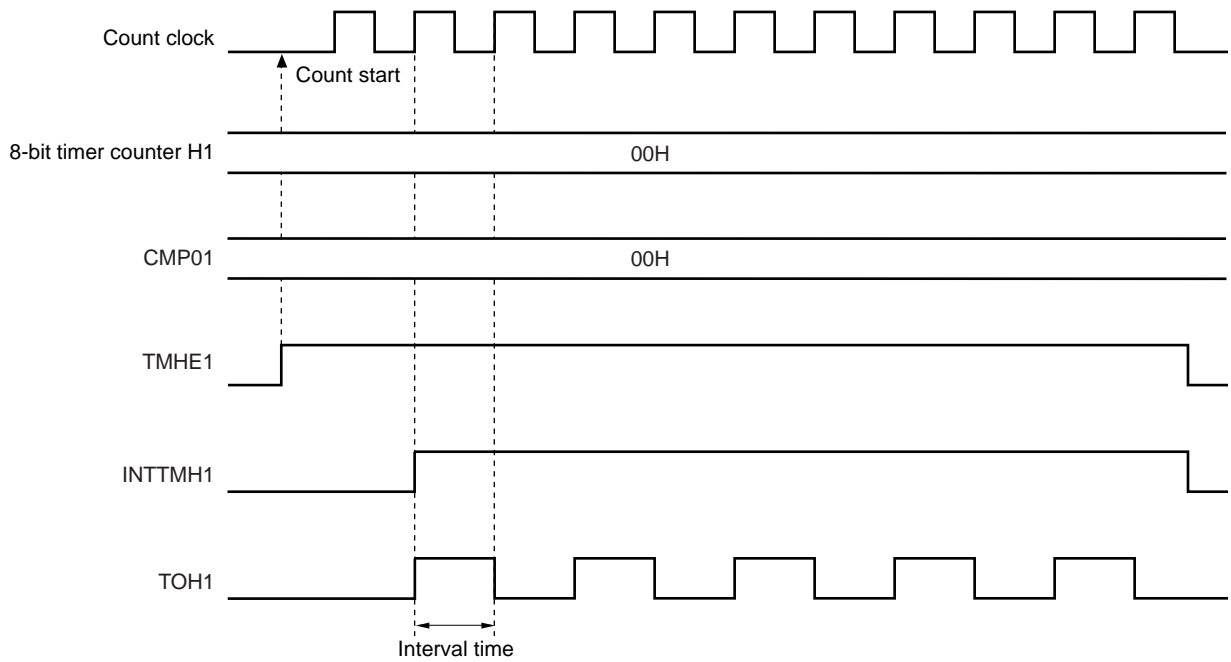 Count clock
Count start
8-bit timer counter H1
00H
CMP01
00H
TMHE1
INTTMH1
TOH1
Interval time